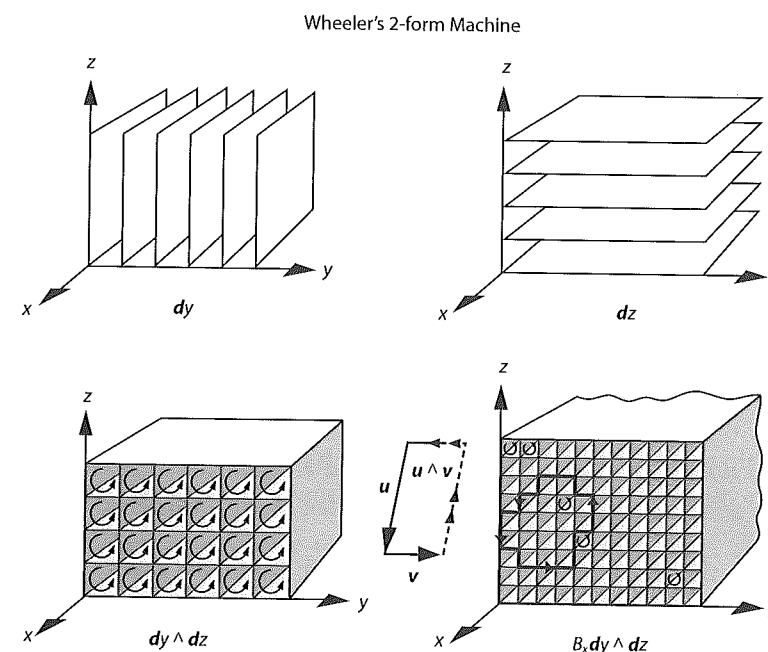 Wheeler's 2-form Machine
z
z
y
x
dy
x
dz
z
z
u
u ∧ v
v
y
x
dy ∧ dz
x
Bₓdy ∧ dz